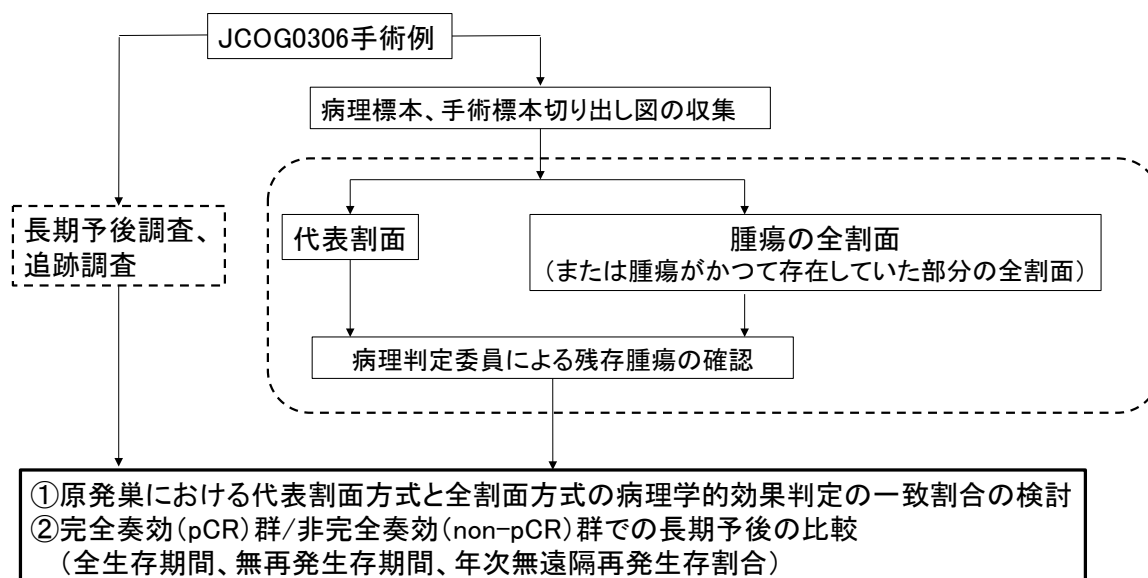 JCOG0306手術例
病理標本、手術標本切り出し図の収集
長期予後調査、
追跡調査
代表割面
腫瘍の全割面
（または腫瘍がかつて存在していた部分の全割面）
病理判定委員による残存腫瘍の確認
①原発巣における代表割面方式と全割面方式の病理学的効果判定の一致割合の検討
②完全奏効（pCR）群/非完全奏効（non-pCR）群での長期予後の比較
（全生存期間、無再発生存期間、年次無遠隔再発生存割合）